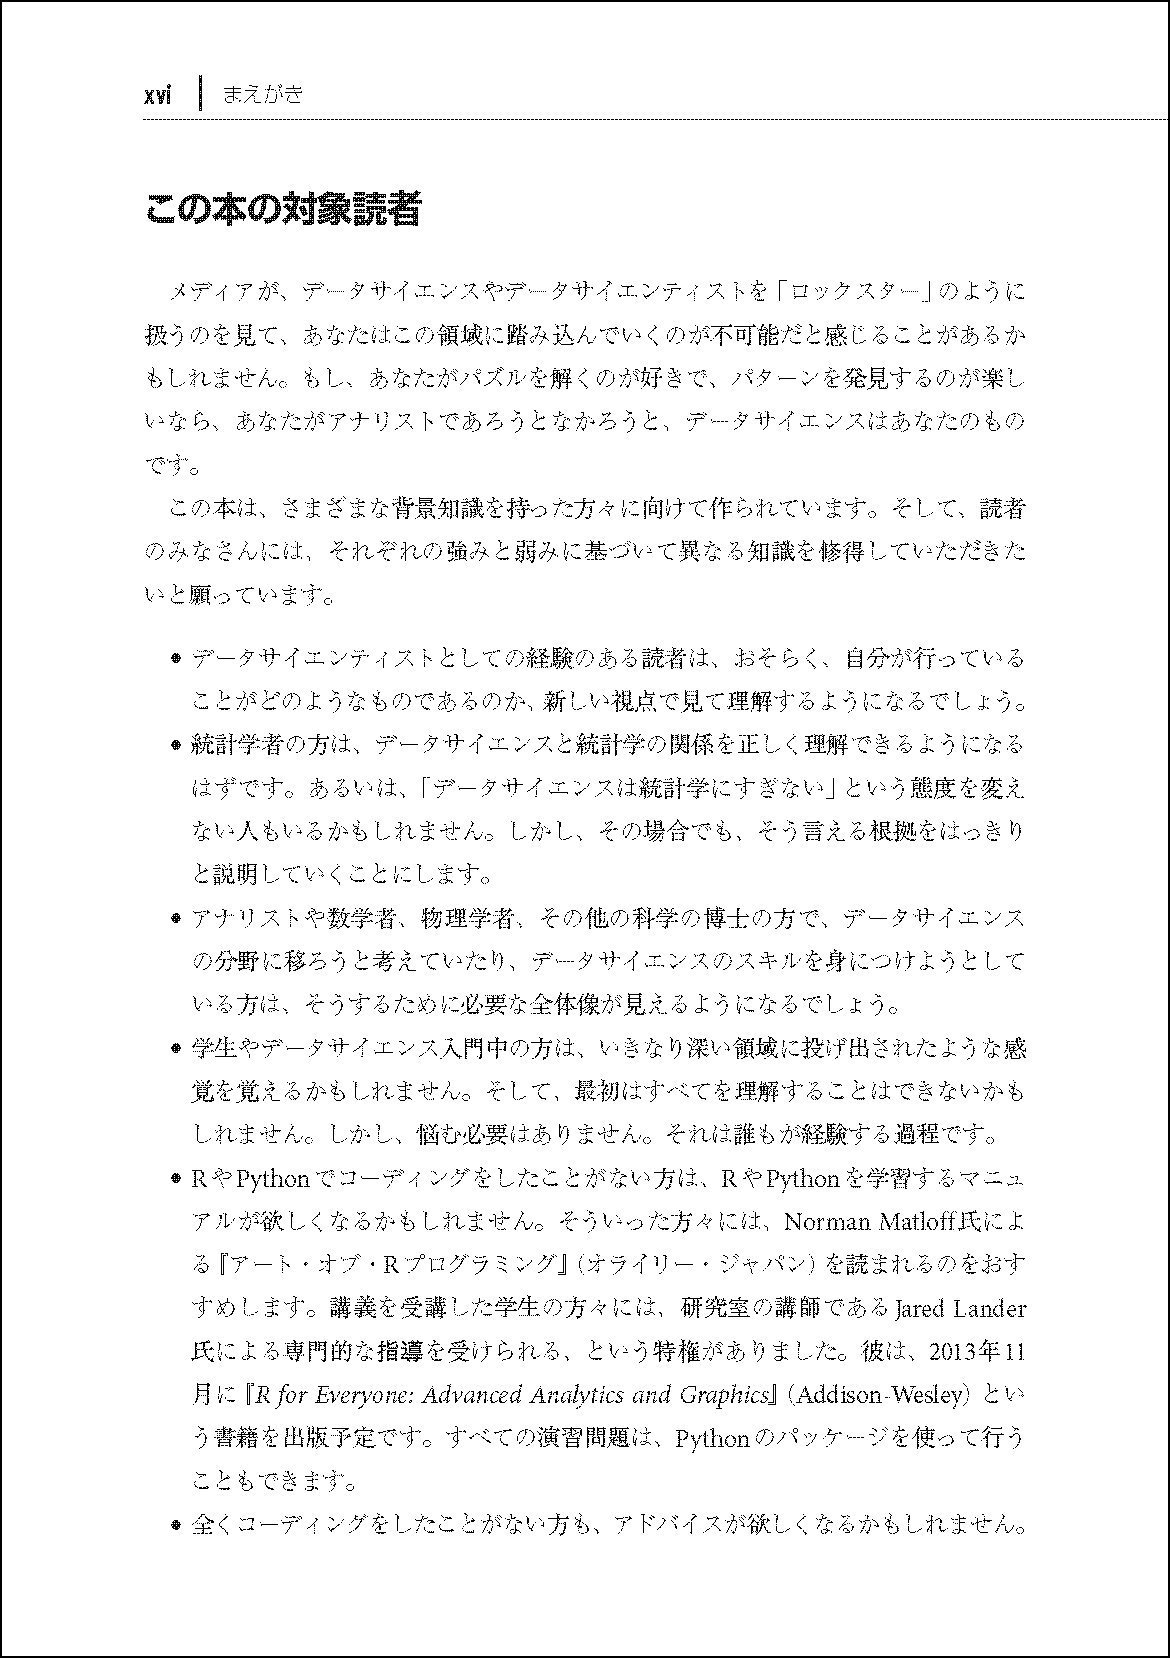 xvi まえがき
この本の対象読者
メディアが、データサイエンスやデータサイエンティストを「ロックスター」のように
扱うのを見て、あなたはこの領域に踏み込んでいくのが不可能だと感じることがあるか
もしれません。もし、あなたがパズルを解くのが好きで、パターンを発見するのが楽し
いなら、あなたがアナリストであろうとなかろうと、データサイエンスはあなたのもの
です。
この本は、さまざまな背景知識を持った方々に向けて作られています。そして、読者
のみなさんには、それぞれの強みと弱みに基づいて異なる知識を修得していただきた
いと願っています。
● データサイエンティストとしての経験のある読者は、おそらく、自分が行っている
ことがどのようなものであるのか、新しい視点で見て理解するようになるでしょう。
● 統計学者の方は、データサイエンスと統計学の関係を正しく理解できるようになる
はずです。あるいは、「データサイエンスは統計学にすぎない」という態度を変え
ない人もいるかもしれません。しかし、その場合でも、そう言える根拠をはっきり
と説明していくことにします。
● アナリストや数学者、物理学者、その他の科学の博士の方で、データサイエンス
の分野に移ろうと考えていたり、データサイエンスのスキルを身につけようとして
いる方は、そうするために必要な全体像が見えるようになるでしょう。
● 学生やデータサイエンス入門中の方は、いきなり深い領域に投げ出されたような感
覚を覚えるかもしれません。そして、最初はすべてを理解することはできないかも
しれません。しかし、悩む必要はありません。それは誰もが経験する過程です。
● RやPythonでコーディングをしたことがない方は、RやPythonを学習するマニュ
アルが欲しくなるかもしれません。そういった方々には、Norman Matloff氏によ
る『アート・オブ・Rプログラミング』（オライリー・ジャパン）を読まれるのをおす
すめします。講義を受講した学生の方々には、研究室の講師であるJared Lander
氏による専門的な指導を受けられる、という特権がありました。彼は、2013年11
月に『R for Everyone: Advanced Analytics and Graphics』（Addison-Wesley）とい
う書籍を出版予定です。すべての演習問題は、Pythonのパッケージを使って行う
こともできます。
● 全くコーディングをしたことがない方も、アドバイスが欲しくなるかもしれません。